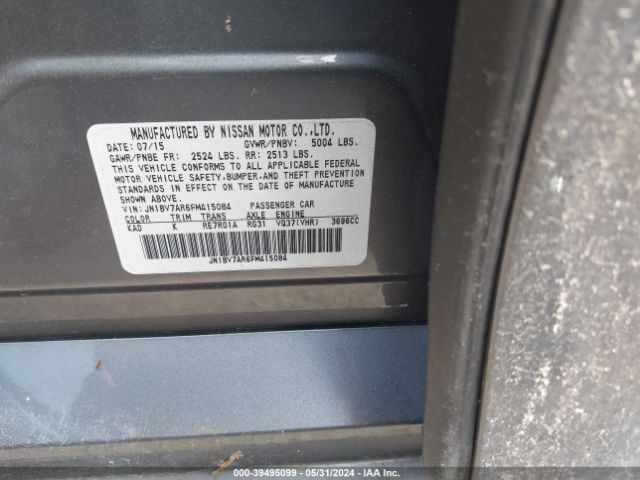 MANUFACTURED BY NISSAN MOTOR CO.,LTD.
DATE: 07/15 GVWR/PNBV: 5004 LBS.
GAWR/PNBE FR: 2524 LBS. RR: 2513 LBS.
THIS VEHICLE CONFORMS TO ALL APPLICABLE FEDERAL
MOTOR VEHICLE SAFETY,BUMPER,AND THEFT PREVENTION
STANDARDS IN EFFECT ON THE DATE OF MANUFACTURE
SHOWN ABOVE.
VIN: JN1BV7AR6FM415084 PASSENGER CAR
COLOR TRIM TRANS AXLE ENGINE
KAD K RE7R01A RG31 VQ37(VHR) 3696CC
JN1BV7AR6FM415084
© -- 39495099 - 05/31/2024 - IAA Inc.